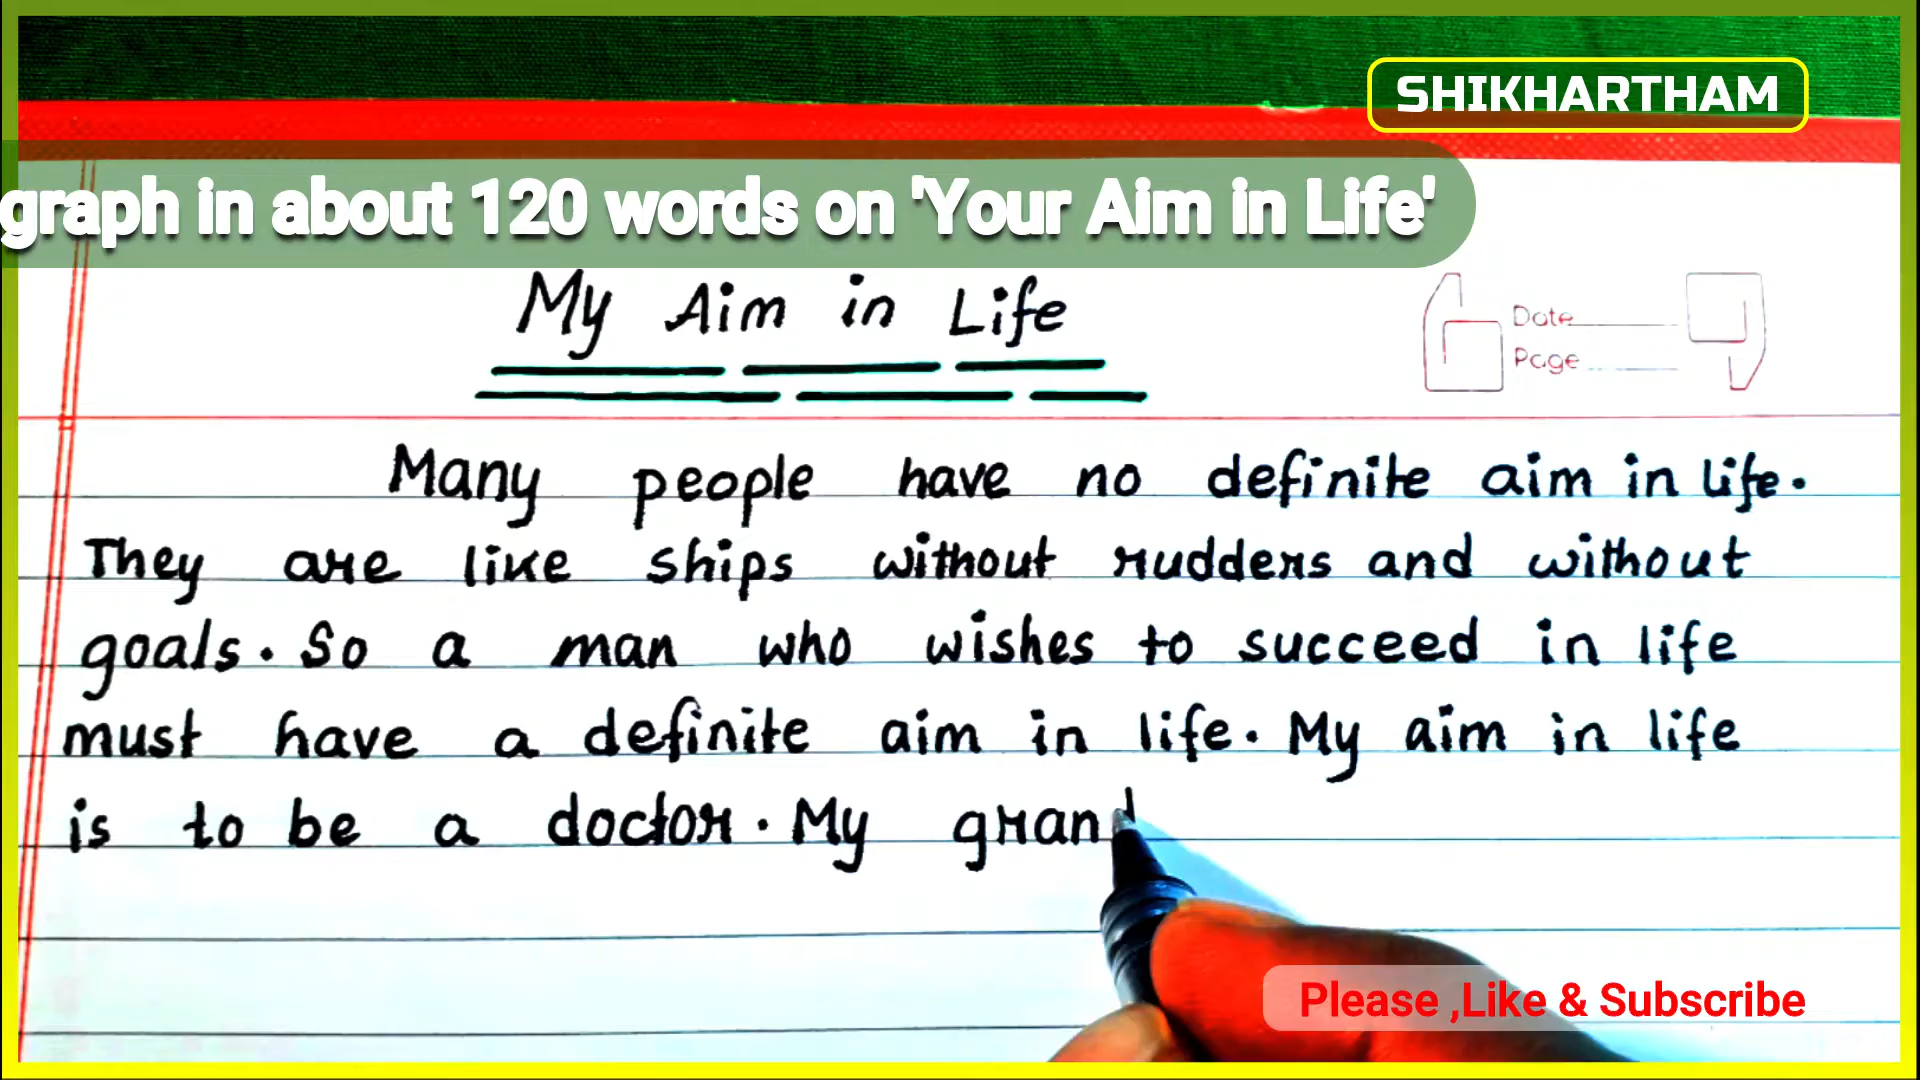 SHIKHARTHAM
graph in about 120 words on 'Your Aim in Life'
My Aim in Life
Date
Page
Many people have no definite aim in life.
They are like ships without rudders and without
goals. So a man who wishes to succeed in life
must have a definite aim in life. My aim in life
is to be a doctor. My grand
Please ,Like & Subscribe